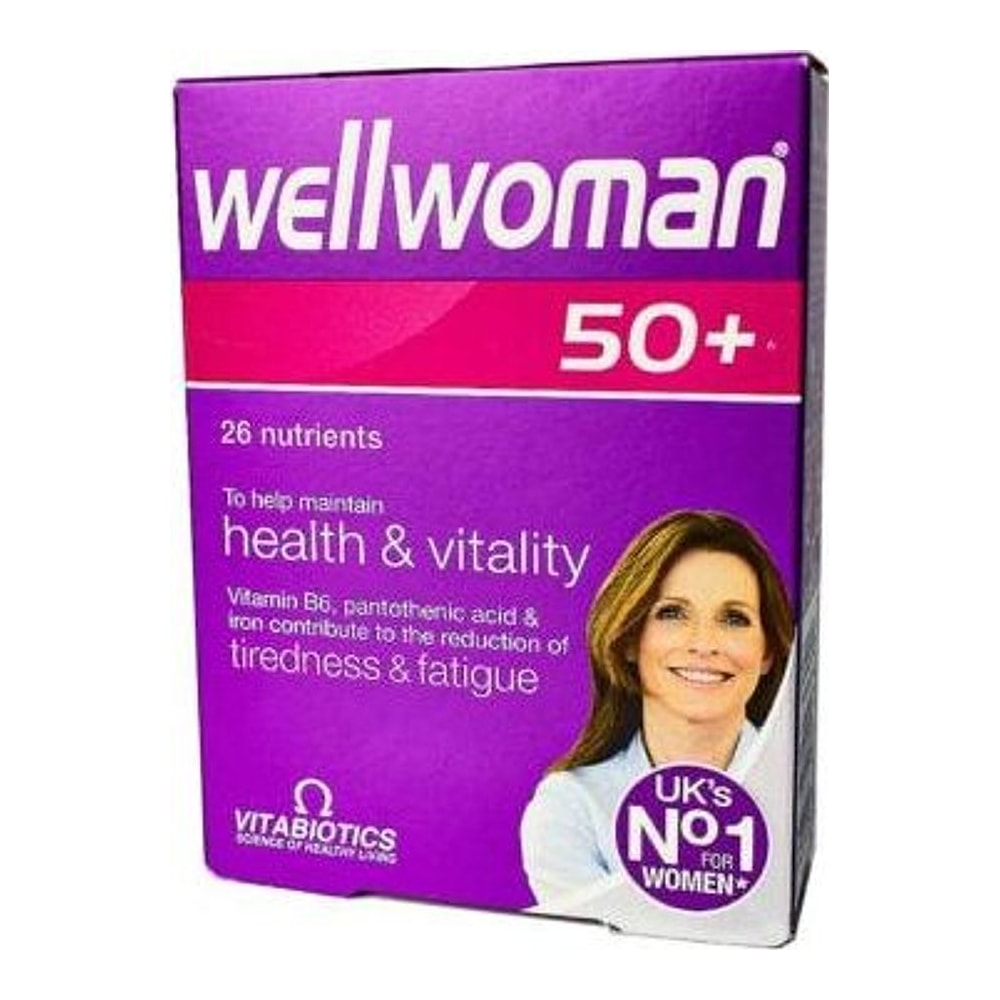 wellwoman®
50+
26 nutrients
To help maintain
health & vitality
Vitamin B6, pantothenic acid &
iron contribute to the reduction of
tiredness & fatigue
VITABIOTICS
SCIENCE OF HEALTHY LIVING
UK's
No1
FOR
WOMEN*